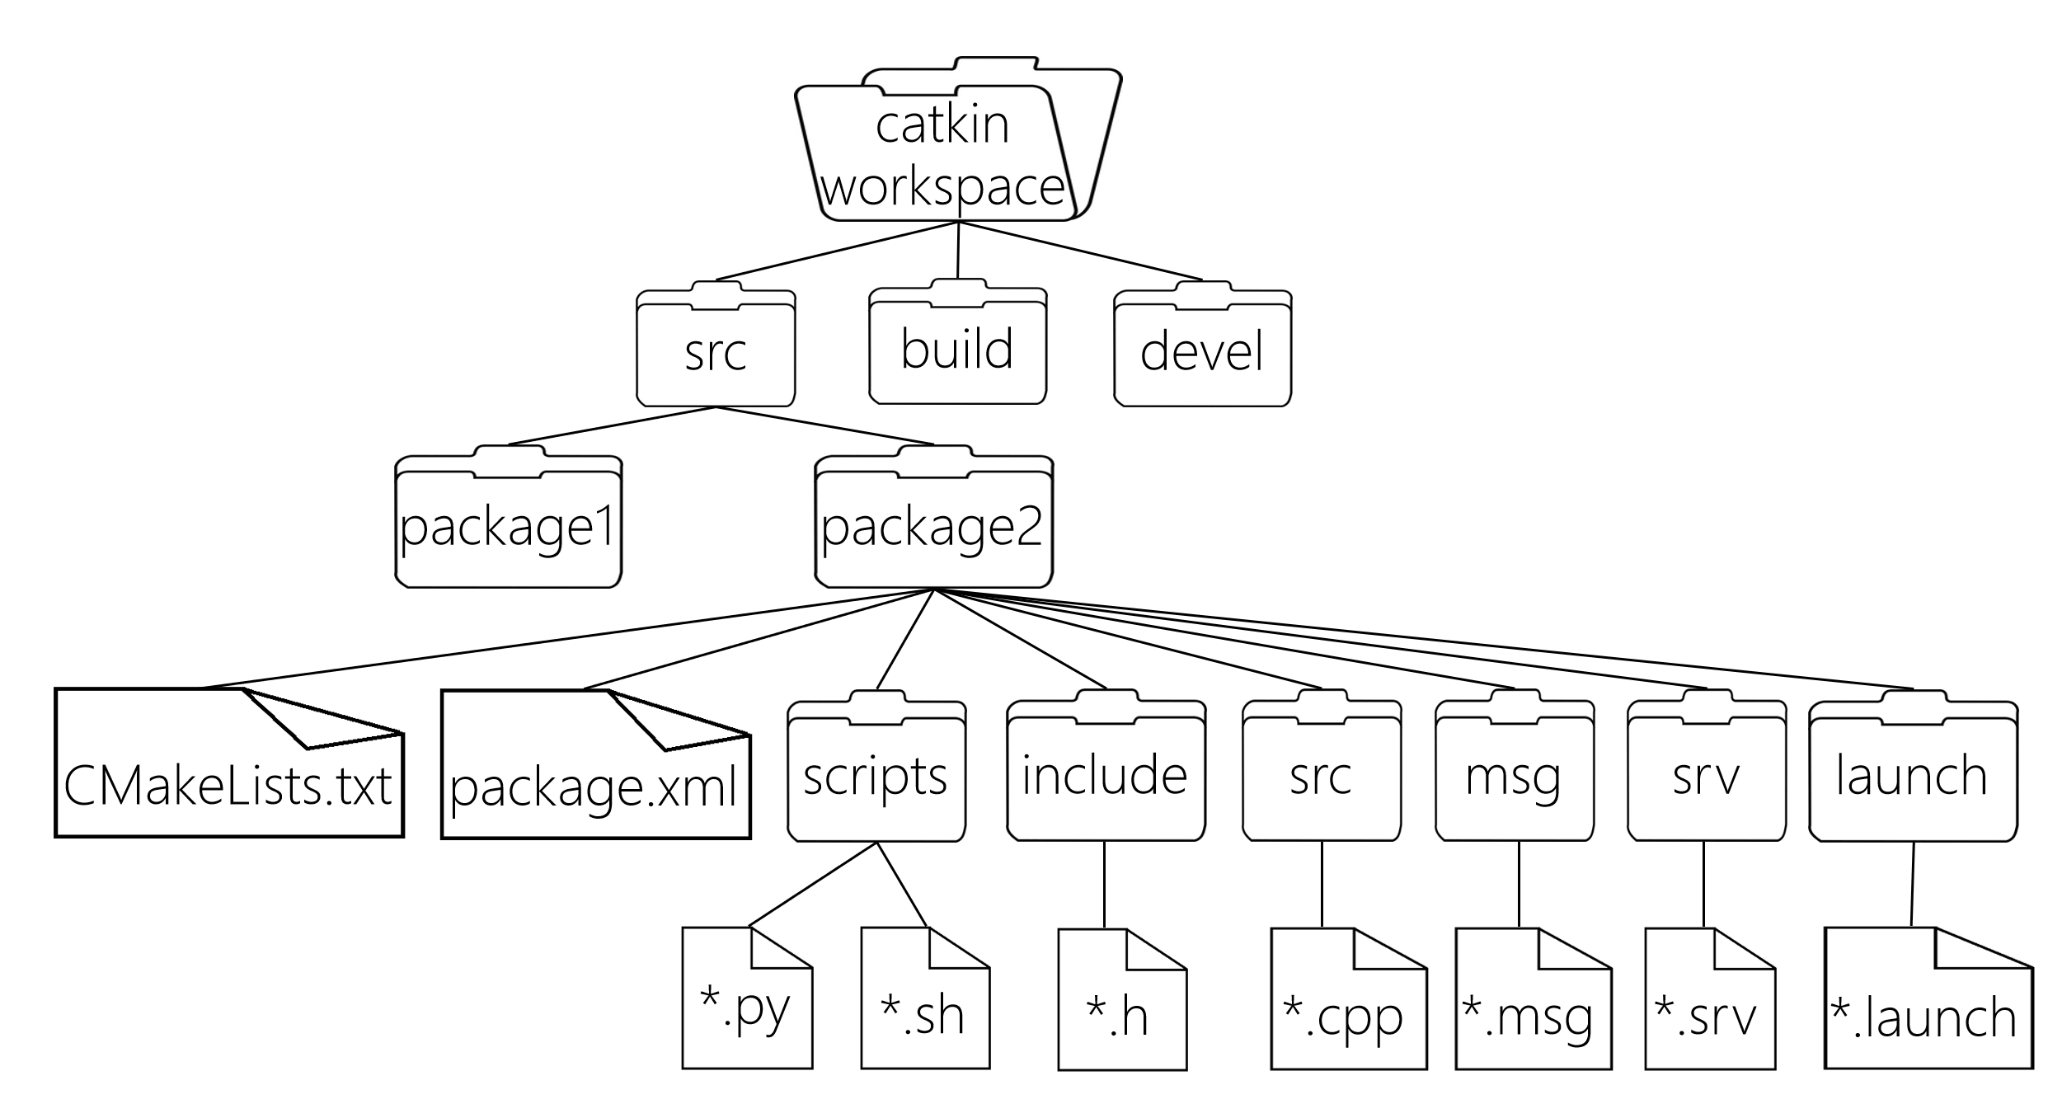 catkin
workspace
src
build
devel
package1
package2
CMakeLists.txt
package.xml
scripts
include
src
msg
srv
launch
*.py
*.sh
*.h
*.cpp
*.msg
*.srv
*.launch